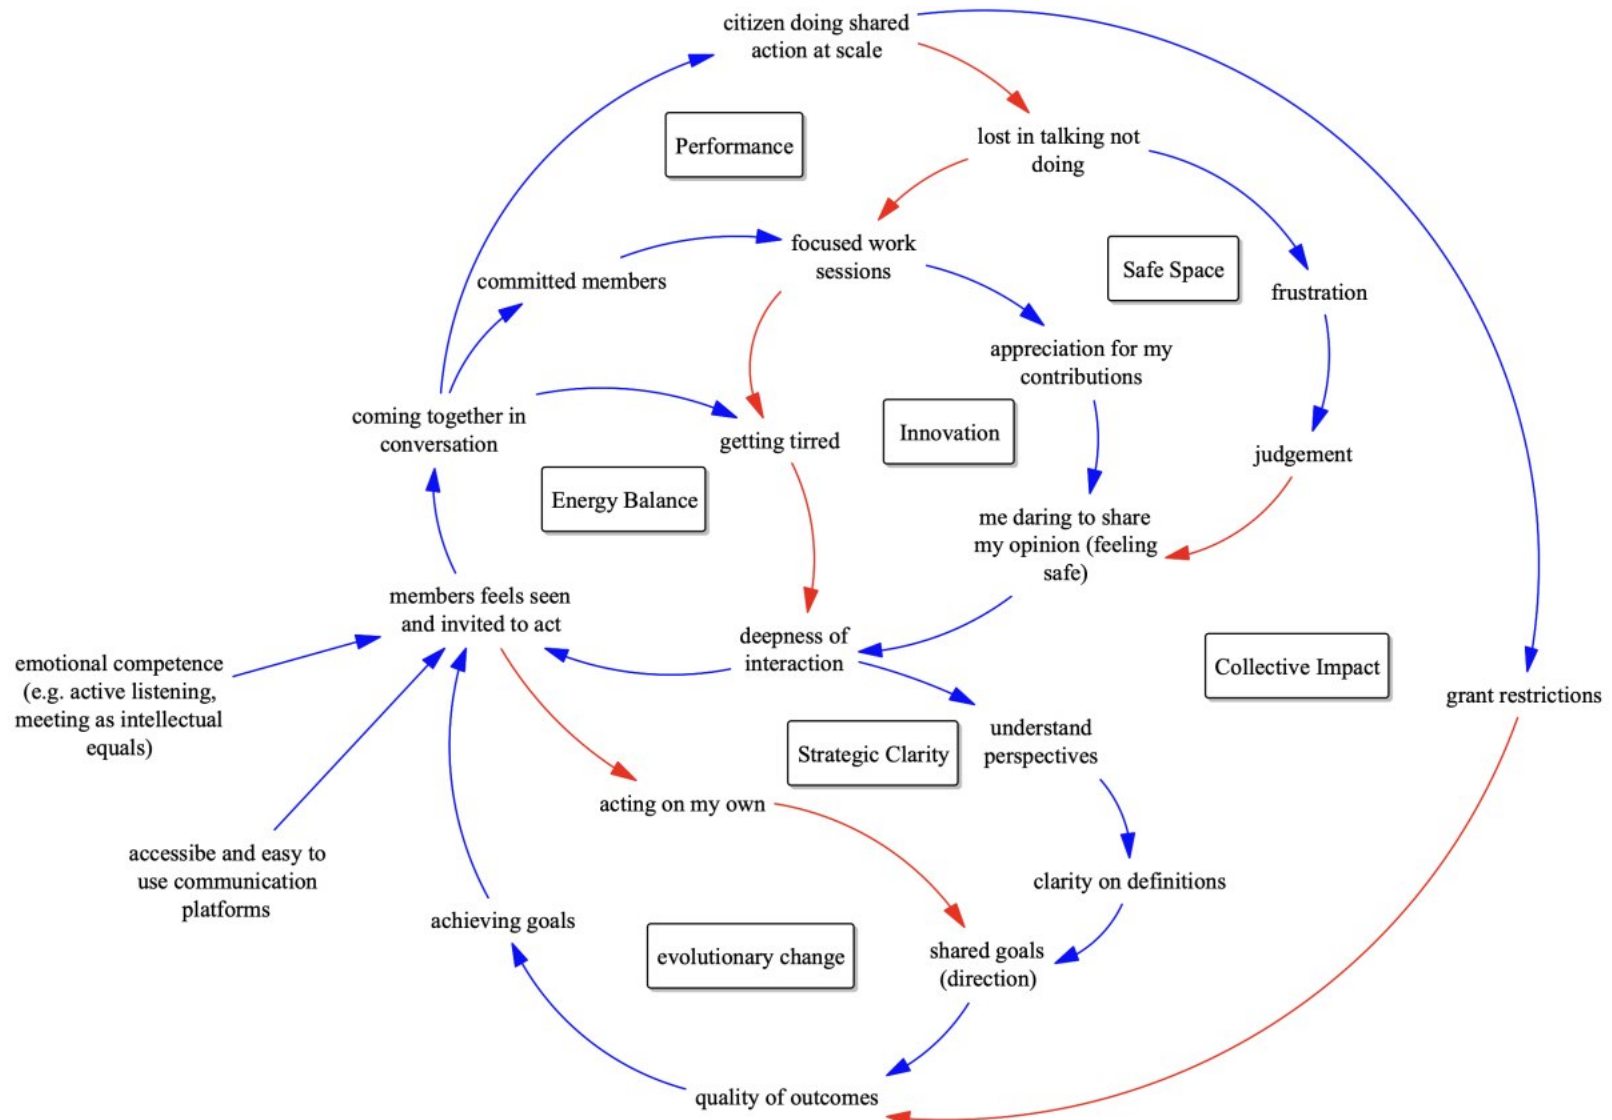 citizen doing shared
action at scale
lost in talking not
doing
Performance
focused work
sessions
Safe Space
committed members
frustration
appreciation for my
contributions
coming together in
conversation
getting tirred
Innovation
judgement
Energy Balance
me daring to share
my opinion (feeling
safe)
members feels seen
and invited to act
deepness of
interaction
emotional competence
(e.g. active listening,
meeting as intellectual
equals)
Collective Impact
grant restrictions
understand
perspectives
Strategic Clarity
acting on my own
accessibe and easy to
use communication
platforms
clarity on definitions
achieving goals
shared goals
(direction)
evolutionary change
quality of outcomes